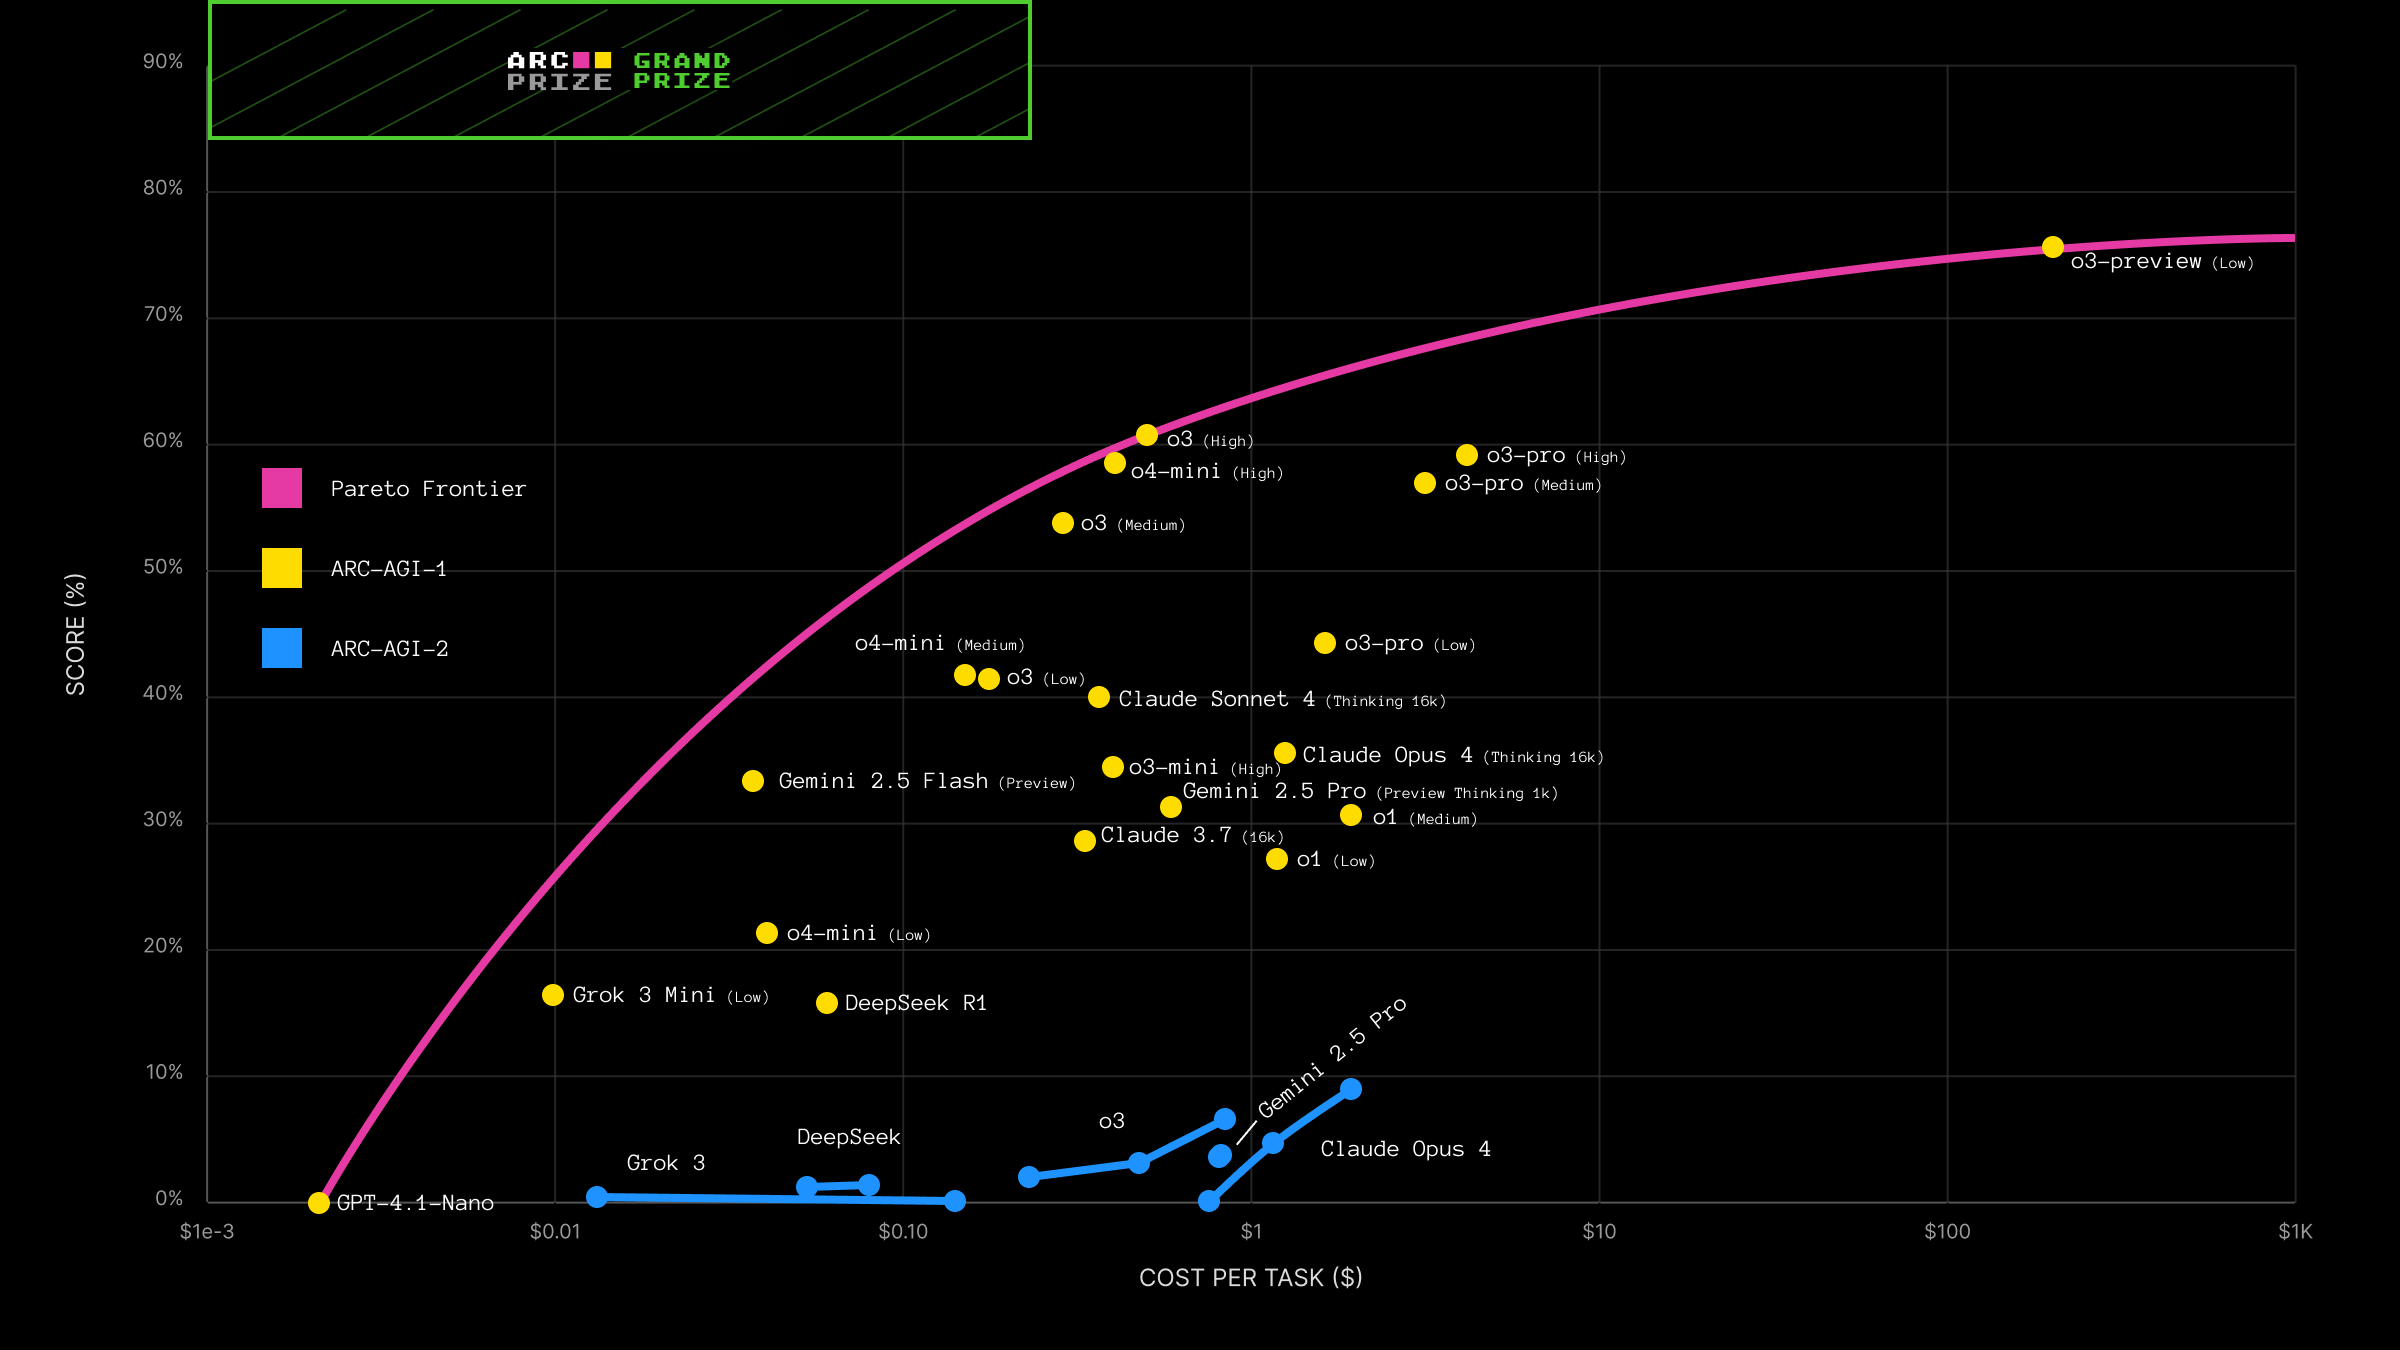 ARC GRAND
PRIZE PRIZE
90%
80%
70%
60%
50%
40%
30%
20%
10%
0%
SCORE (%)
Pareto Frontier
ARC-AGI-1
ARC-AGI-2
o3-preview (Low)
o3 (High)
o4-mini (High)
o3-pro (High)
o3-pro (Medium)
o3 (Medium)
o4-mini (Medium)
o3-pro (Low)
o3 (Low)
Claude Sonnet 4 (Thinking 16k)
Claude Opus 4 (Thinking 16k)
o3-mini (High)
Gemini 2.5 Flash (Preview)
Gemini 2.5 Pro (Preview Thinking 1k)
o1 (Medium)
Claude 3.7 (16k)
o1 (Low)
o4-mini (Low)
Grok 3 Mini (Low)
DeepSeek R1
Gemini 2.5 Pro
o3
DeepSeek
Claude Opus 4
Grok 3
GPT-4.1-Nano
$1e-3
$0.01
$0.10
$1
$10
$100
$1K
COST PER TASK ($)